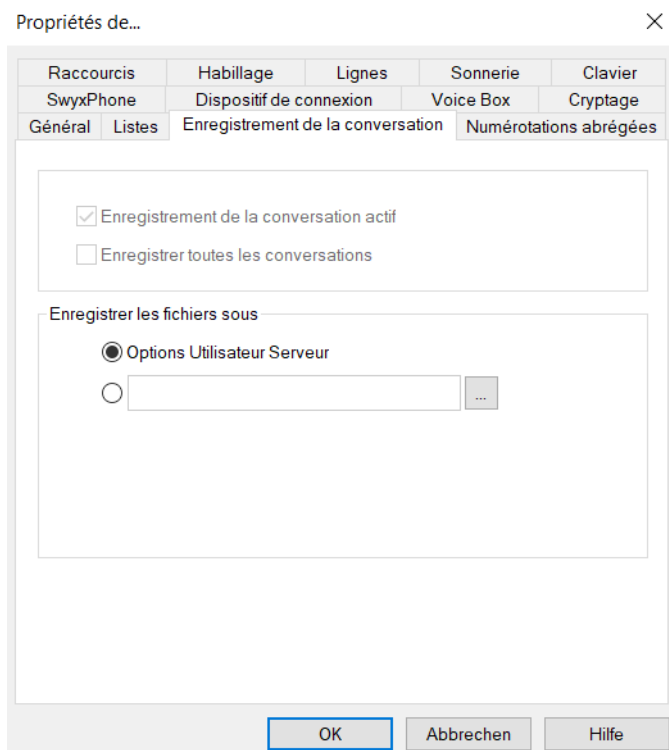 Propriétés de...
Raccourcis Habillage Lignes Sonnerie Clavier
SwyxPhone Dispositif de connexion Voice Box Cryptage
Général Listes Enregistrement de la conversation Numérotations abrégées
Enregistrement de la conversation actif
Enregistrer toutes les conversations
Enregistrer les fichiers sous
Options Utilisateur Serveur
...
OK Abbrechen Hilfe